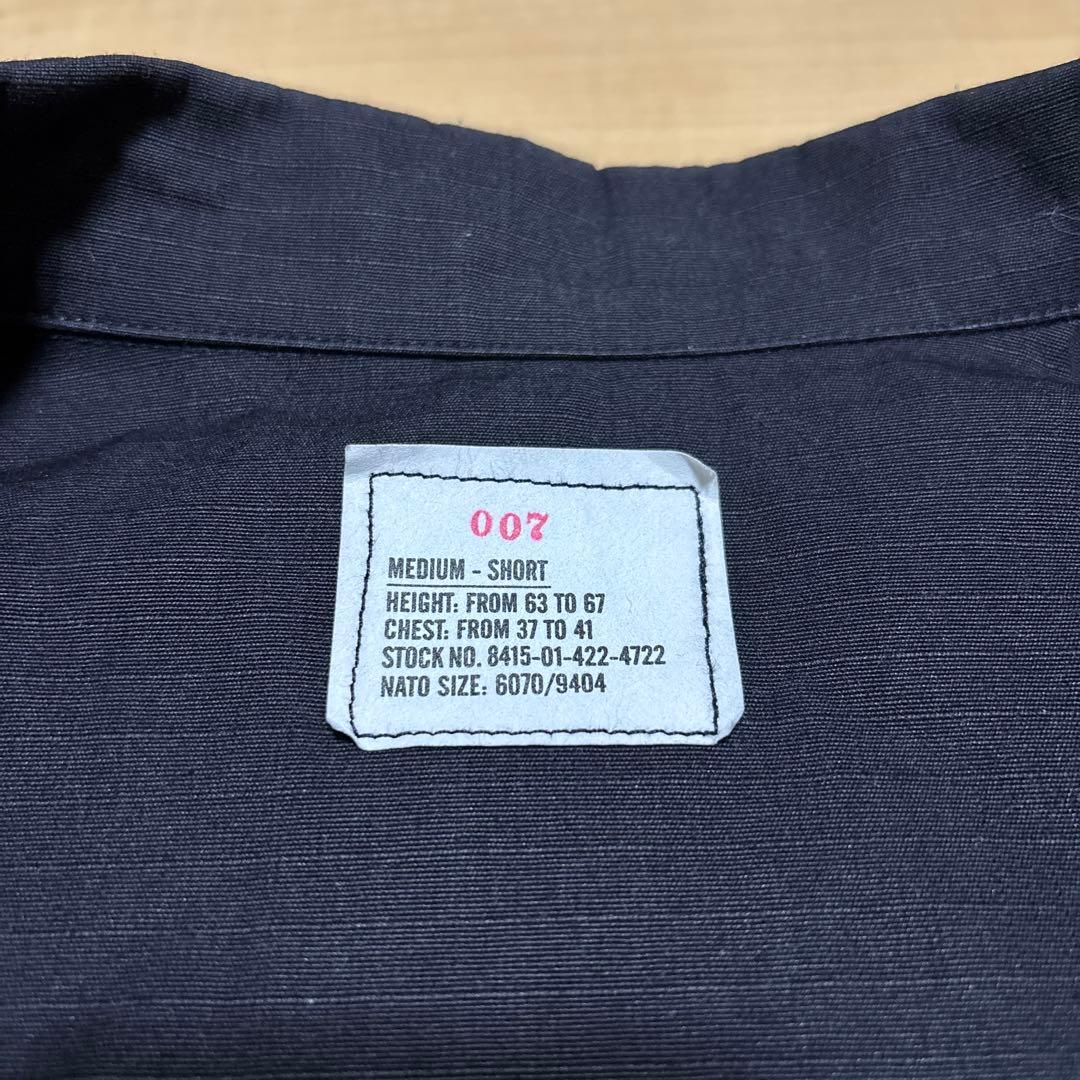 007
MEDIUM - SHORT
HEIGHT: FROM 63 TO 67
CHEST: FROM 37 TO 41
STOCK NO. 8415-01-422-4722
NATO SIZE: 6070/9404